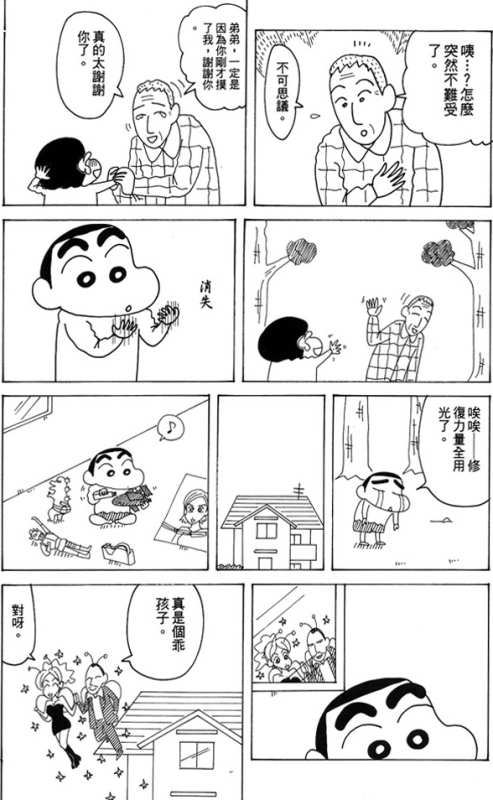 咦…？怎麼
突然不難受
了。
不可思議。
弟弟，一定是
因為你剛才摸
了我，謝謝你
真的太謝謝
你了。
消失
唉唉——修
復力量全用
光了。
♪
真是個乖
孩子。
對呀。